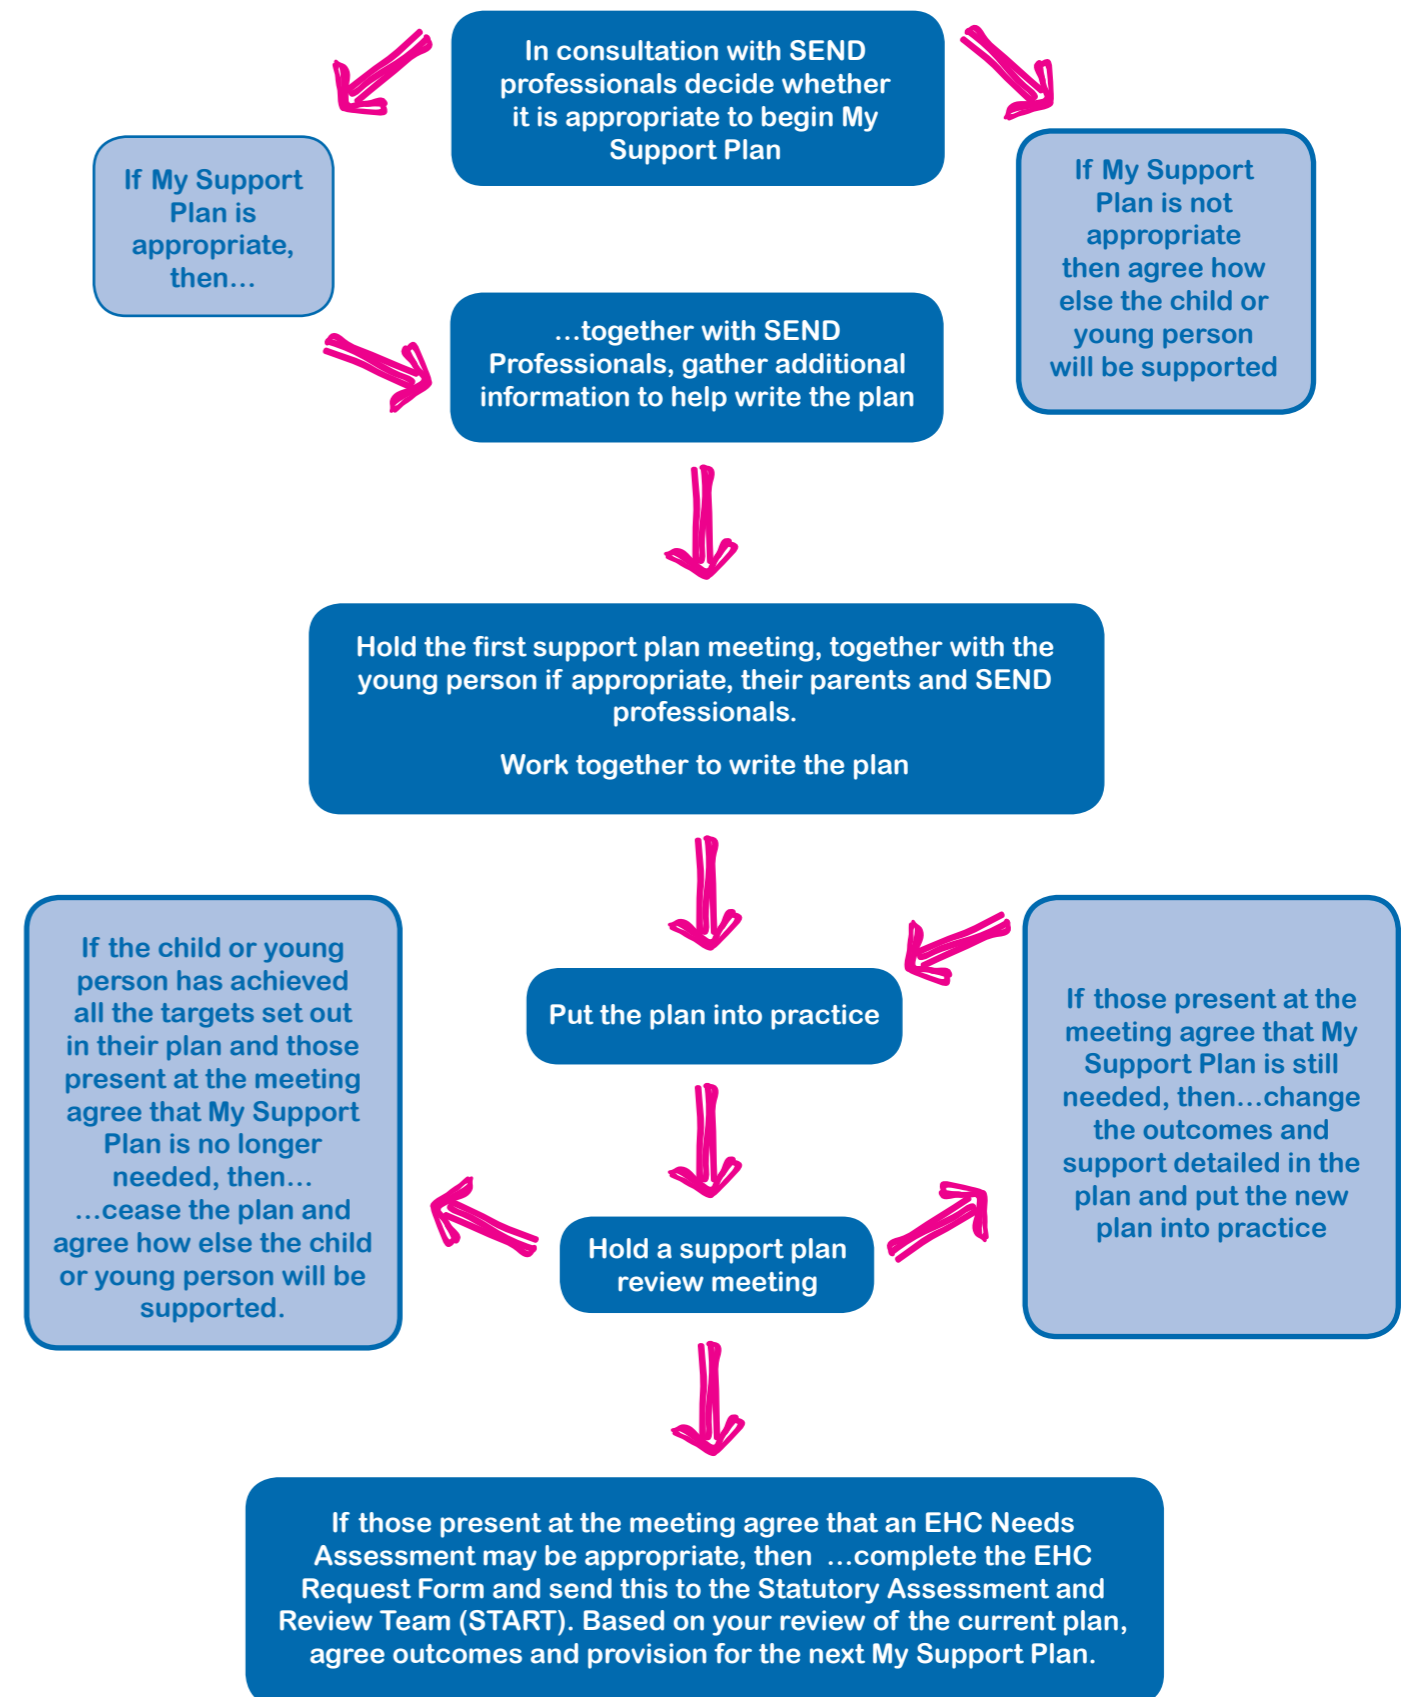 In consultation with SEND
professionals decide whether
it is appropriate to begin My
Support Plan
If My Support
Plan is
appropriate,
then…
If My Support
Plan is not
appropriate
then agree how
else the child or
young person
will be supported
…together with SEND
Professionals, gather additional
information to help write the plan
Hold the first support plan meeting, together with the
young person if appropriate, their parents and SEND
professionals.
Work together to write the plan
Put the plan into practice
If the child or young
person has achieved
all the targets set out
in their plan and those
present at the meeting
agree that My Support
Plan is no longer
needed, then…
…cease the plan and
agree how else the child
or young person will be
supported.
If those present at the
meeting agree that My
Support Plan is still
needed, then…change
the outcomes and
support detailed in the
plan and put the new
plan into practice
Hold a support plan
review meeting
If those present at the meeting agree that an EHC Needs
Assessment may be appropriate, then …complete the EHC
Request Form and send this to the Statutory Assessment and
Review Team (START). Based on your review of the current plan,
agree outcomes and provision for the next My Support Plan.